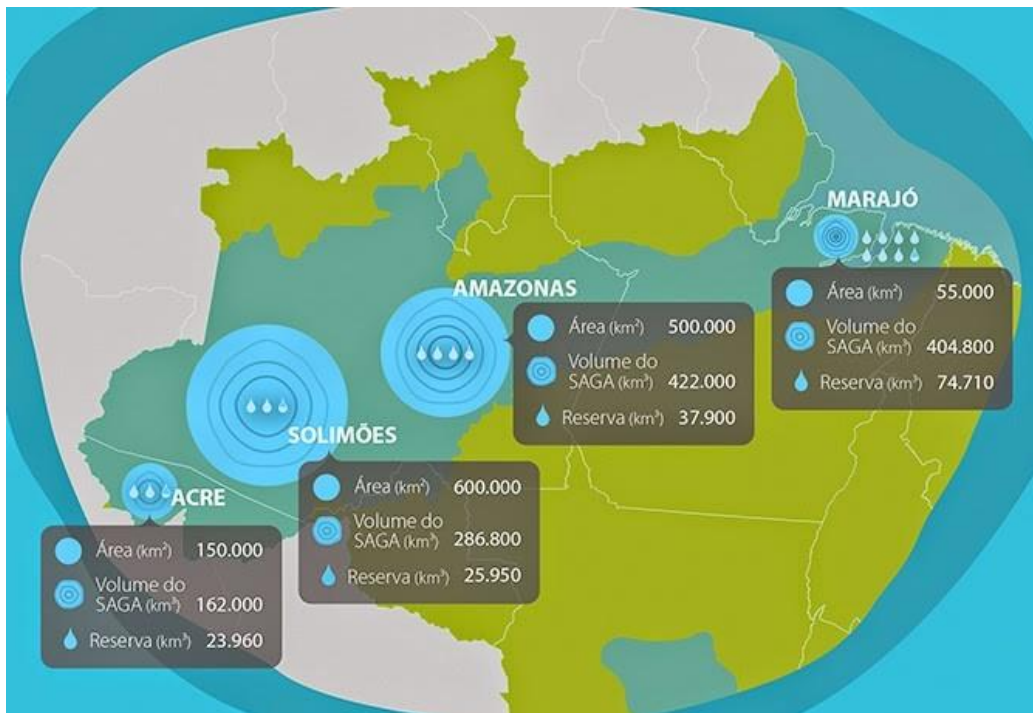 MARAJÓ
Área (km²) 55.000
Volume do
SAGA (km³) 404.800
Reserva (km³) 74.710
AMAZONAS
Área (km²) 500.000
Volume do
SAGA (km³) 422.000
Reserva (km³) 37.900
SOLIMÕES
Área (km²) 600.000
Volume do
SAGA (km³) 286.800
Reserva (km³) 25.950
ACRE
Área (km²) 150.000
Volume do
SAGA (km³) 162.000
Reserva (km³) 23.960